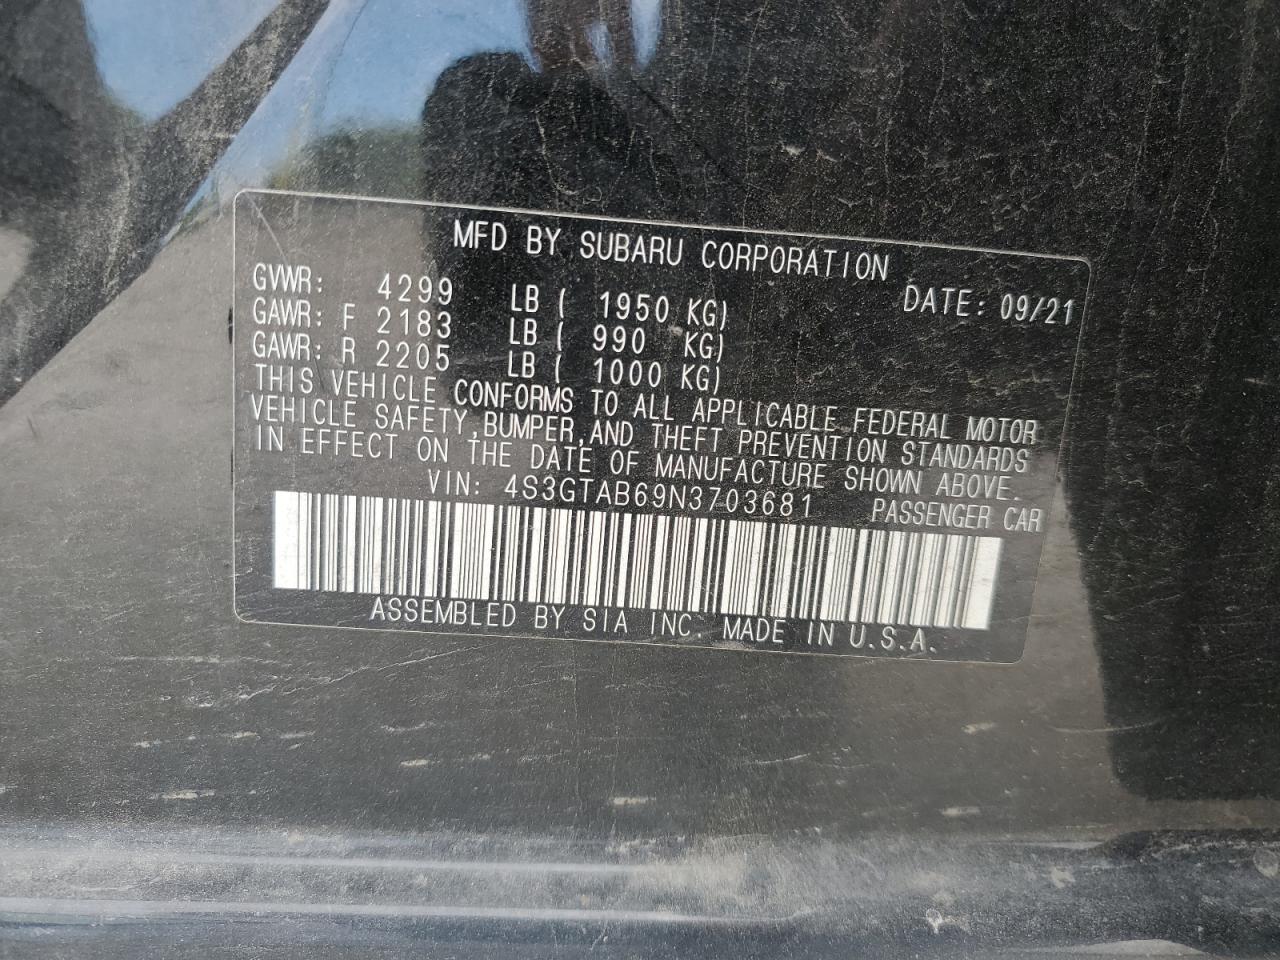 MFD BY SUBARU CORPORATION
GVWR: 4299 LB ( 1950 KG) DATE: 09/21
GAWR: F 2183 LB ( 990 KG)
GAWR: R 2205 LB ( 1000 KG)
THIS VEHICLE CONFORMS TO ALL APPLICABLE FEDERAL MOTOR
VEHICLE SAFETY,BUMPER,AND THEFT PREVENTION STANDARDS
IN EFFECT ON THE DATE OF MANUFACTURE SHOWN ABOVE.
VIN: 4S3GTAB69N3703681 PASSENGER CAR
ASSEMBLED BY SIA INC. MADE IN U.S.A.